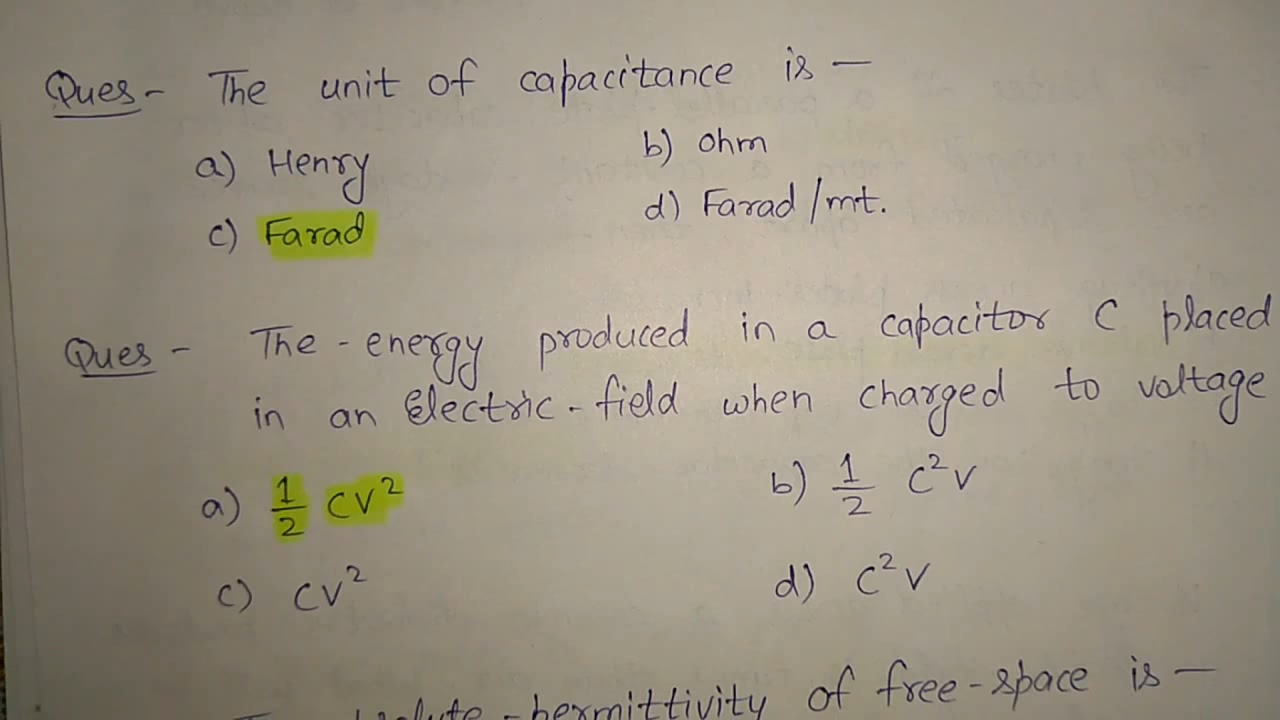 Ques - The unit of capacitance is —
a) Henry b) ohm
c) Farad d) Farad/mt.
Ques - The - energy produced in a capacitor C placed
in an Electric - field when charged to voltage
a) 1/2 CV² b) 1/2 C²V
c) CV² d) C²V
permittivity of free-space is —